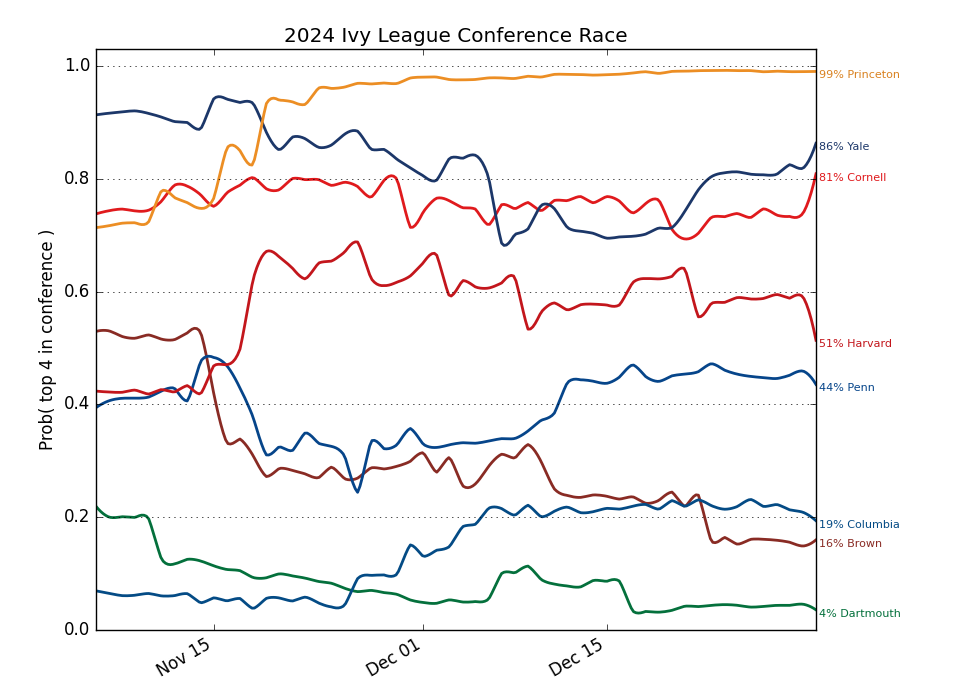 2024 Ivy League Conference Race
Prob( top 4 in conference )
1.0
0.8
0.6
0.4
0.2
0.0
Nov 15
Dec 01
Dec 15
99% Princeton
86% Yale
81% Cornell
51% Harvard
44% Penn
19% Columbia
16% Brown
4% Dartmouth